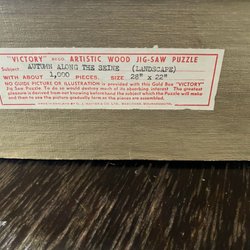 "VICTORY" REGD. ARTISTIC WOOD JIG-SAW PUZZLE
Subject AUTUMN ALONG THE SEINE (LANDSCAPE)
WITH ABOUT 1,000 PIECES. SIZE 28" x 22"
NO GUIDE PICTURE OR ILLUSTRATION is provided with this Gold Box "VICTORY"
Jig Saw Puzzle. To do so would destroy much of its absorbing interest. The greatest
pleasure is derived from not knowing beforehand the subject which the Puzzle will make
and then to see the picture gradually form as the pieces are assembled.